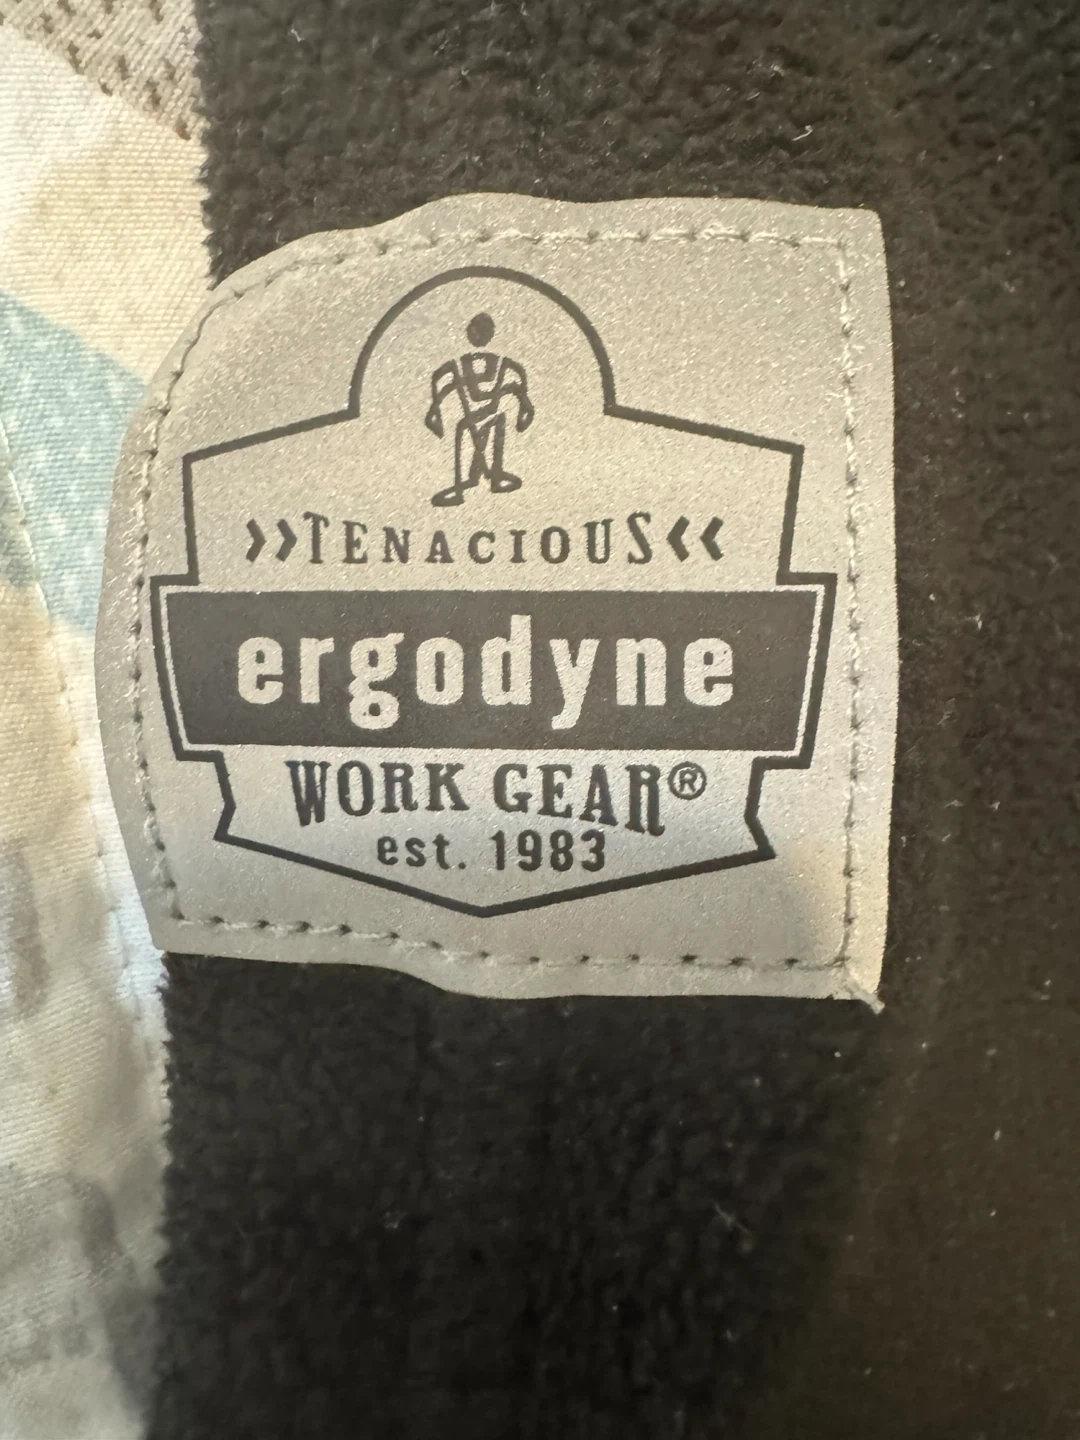 »TENACIOUS«
ergodyne
WORK GEAR®
est. 1983